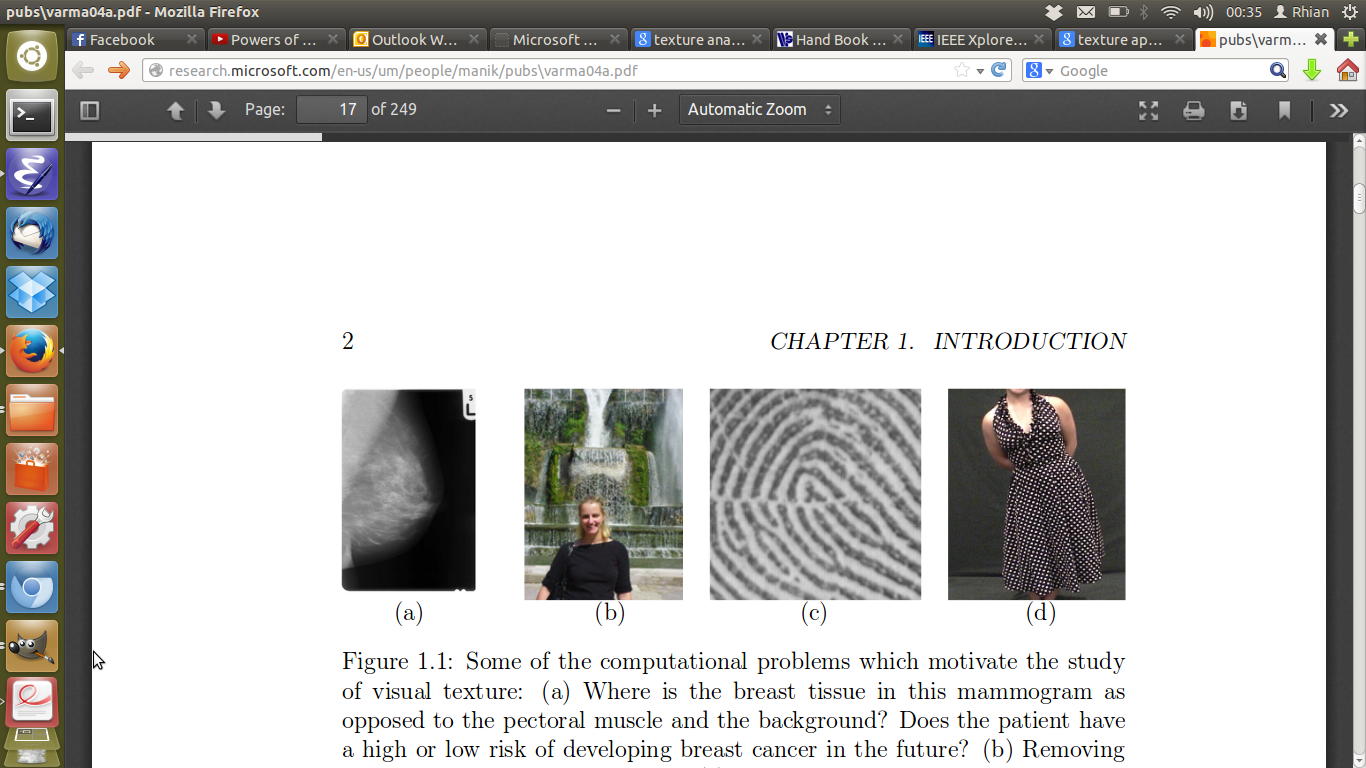 pubs\varma04a.pdf - Mozilla Firefox
00:35 Rhian
Facebook
Powers of ...
Outlook W...
Microsoft ...
texture ana...
Hand Book ...
IEEE Xplore...
texture ap...
pubs\varm...
research.microsoft.com/en-us/um/people/manik/pubs\varma04a.pdf
Google
Page: 17 of 249
Automatic Zoom
2 CHAPTER 1. INTRODUCTION
5
L
(a) (b) (c) (d)
Figure 1.1: Some of the computational problems which motivate the study
of visual texture: (a) Where is the breast tissue in this mammogram as
opposed to the pectoral muscle and the background? Does the patient have
a high or low risk of developing breast cancer in the future? (b) Removing